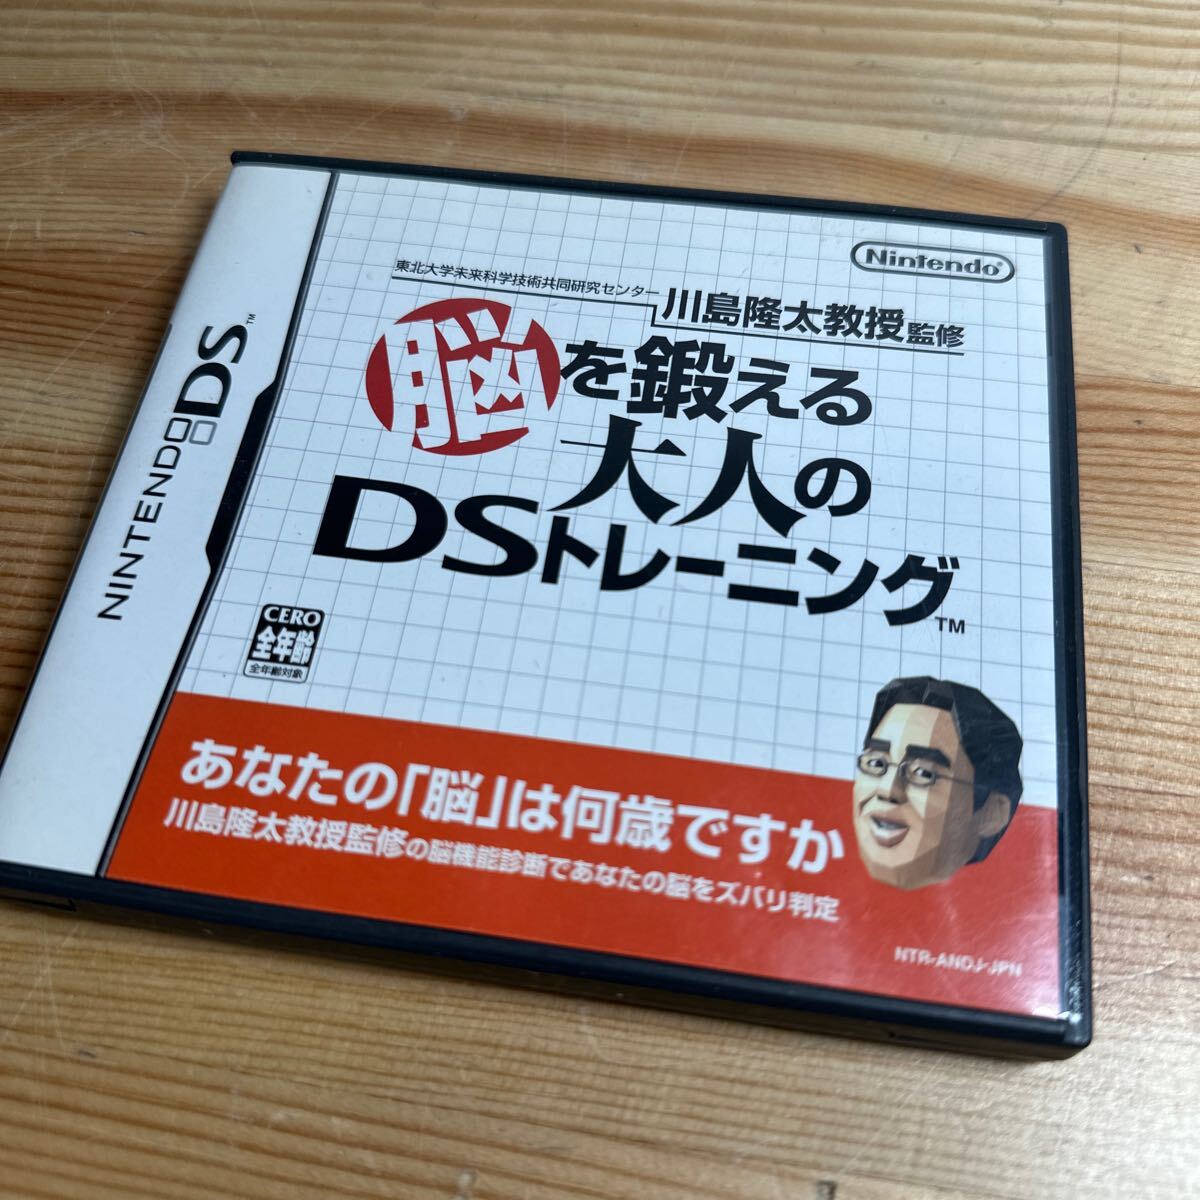 NINTENDODS™
Nintendo®
東北大学未来科学技術共同研究センター
川島隆太教授監修
脳を鍛える
大人の
DSトレーニング™
CERO
全年齢
全年齢対象
あなたの「脳」は何歳ですか
川島隆太教授監修の脳機能診断であなたの脳をズバリ判定
NTR-ANDJ-JPN